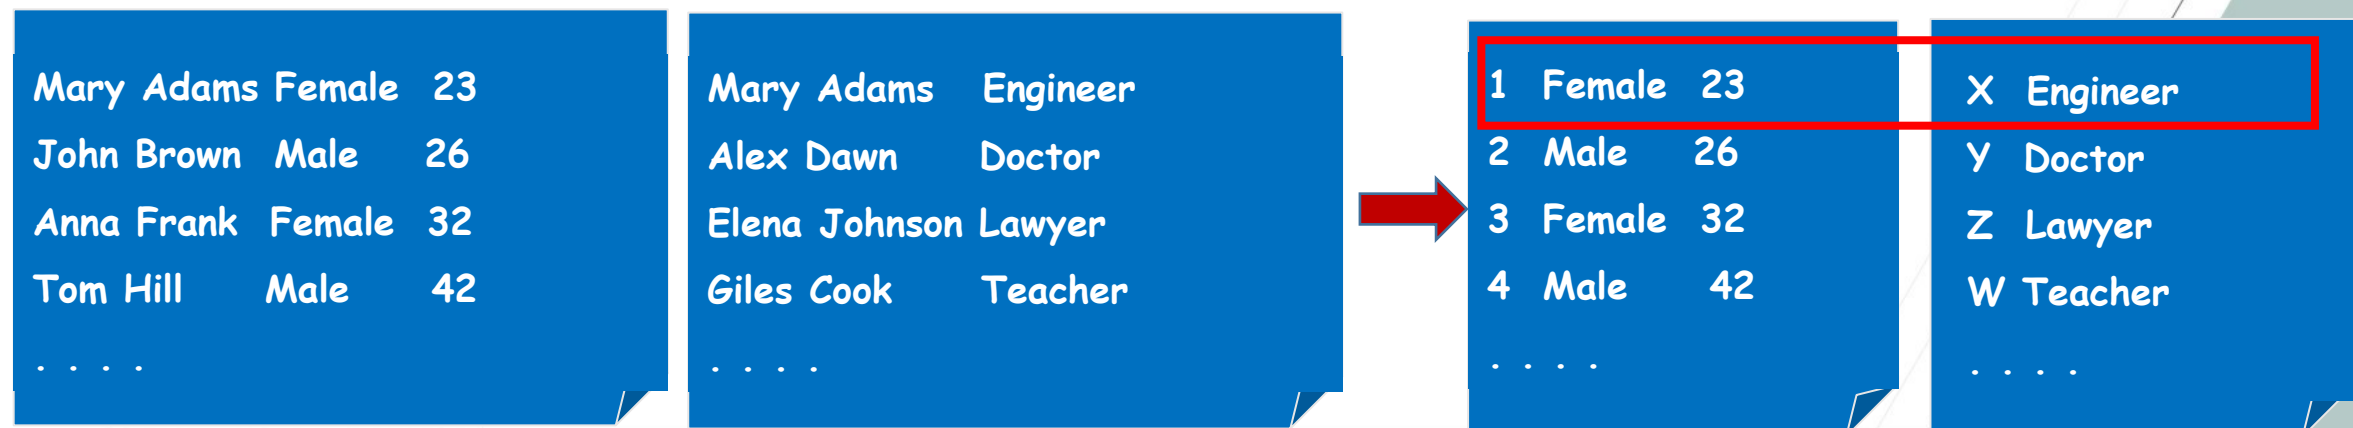 Mary Adams Female 23
John Brown Male 26
Anna Frank Female 32
Tom Hill Male 42
. . . .
Mary Adams Engineer
Alex Dawn Doctor
Elena Johnson Lawyer
Giles Cook Teacher
. . . .
1 Female 23
2 Male 26
3 Female 32
4 Male 42
. . . .
X Engineer
Y Doctor
Z Lawyer
W Teacher
. . . .